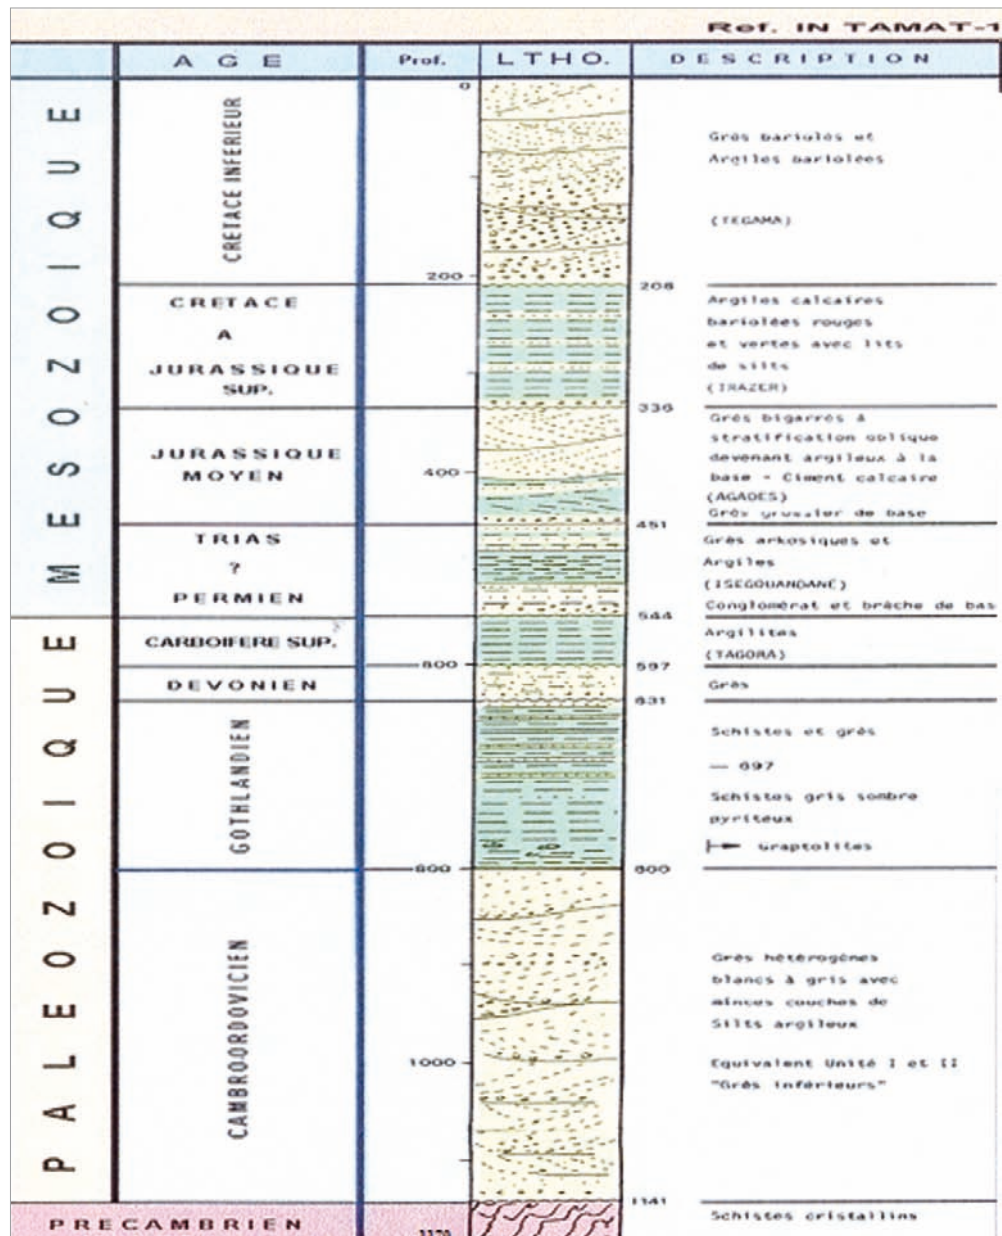 Ref. IN TAMAT-1
AGE
Prof.
LTHO.
DESCRIPTION
MESOZOIQUE
PALEOZOIQUE
0
CRETACE INFERIEUR
Grès bariolés et
Argiles bariolées
(TEGAMA)
200
208
CRETACE
A
JURASSIQUE
SUP.
Argiles calcaires
bariolées rouges
et vertes avec lits
de silts
(IRAZER)
336
JURASSIQUE
MOYEN
400
Grès bigarrés à
stratification oblique
devenant argileux à la
base - Ciment calcaire
(AGADES)
Grès grossier de base
451
TRIAS
?
PERMIEN
Grès arkosiques et
Argiles
(ISEGOUANDANE)
Conglomérat et brèche de bas
544
CARBOIFERE SUP.
Argilites
(TAGORA)
600
597
DEVONIEN
Grès
631
GOTHLANDIEN
Schistes et grès
— 697
Schistes gris sombre
pyriteux
Graptolites
800
800
CAMBRO-ORDOVICIEN
Grès hétérogènes
blancs à gris avec
minces couches de
Silts argileux
1000
Equivalent Unité I et II
"Grès inférieurs"
1141
PRECAMBRIEN
Schistes cristallins